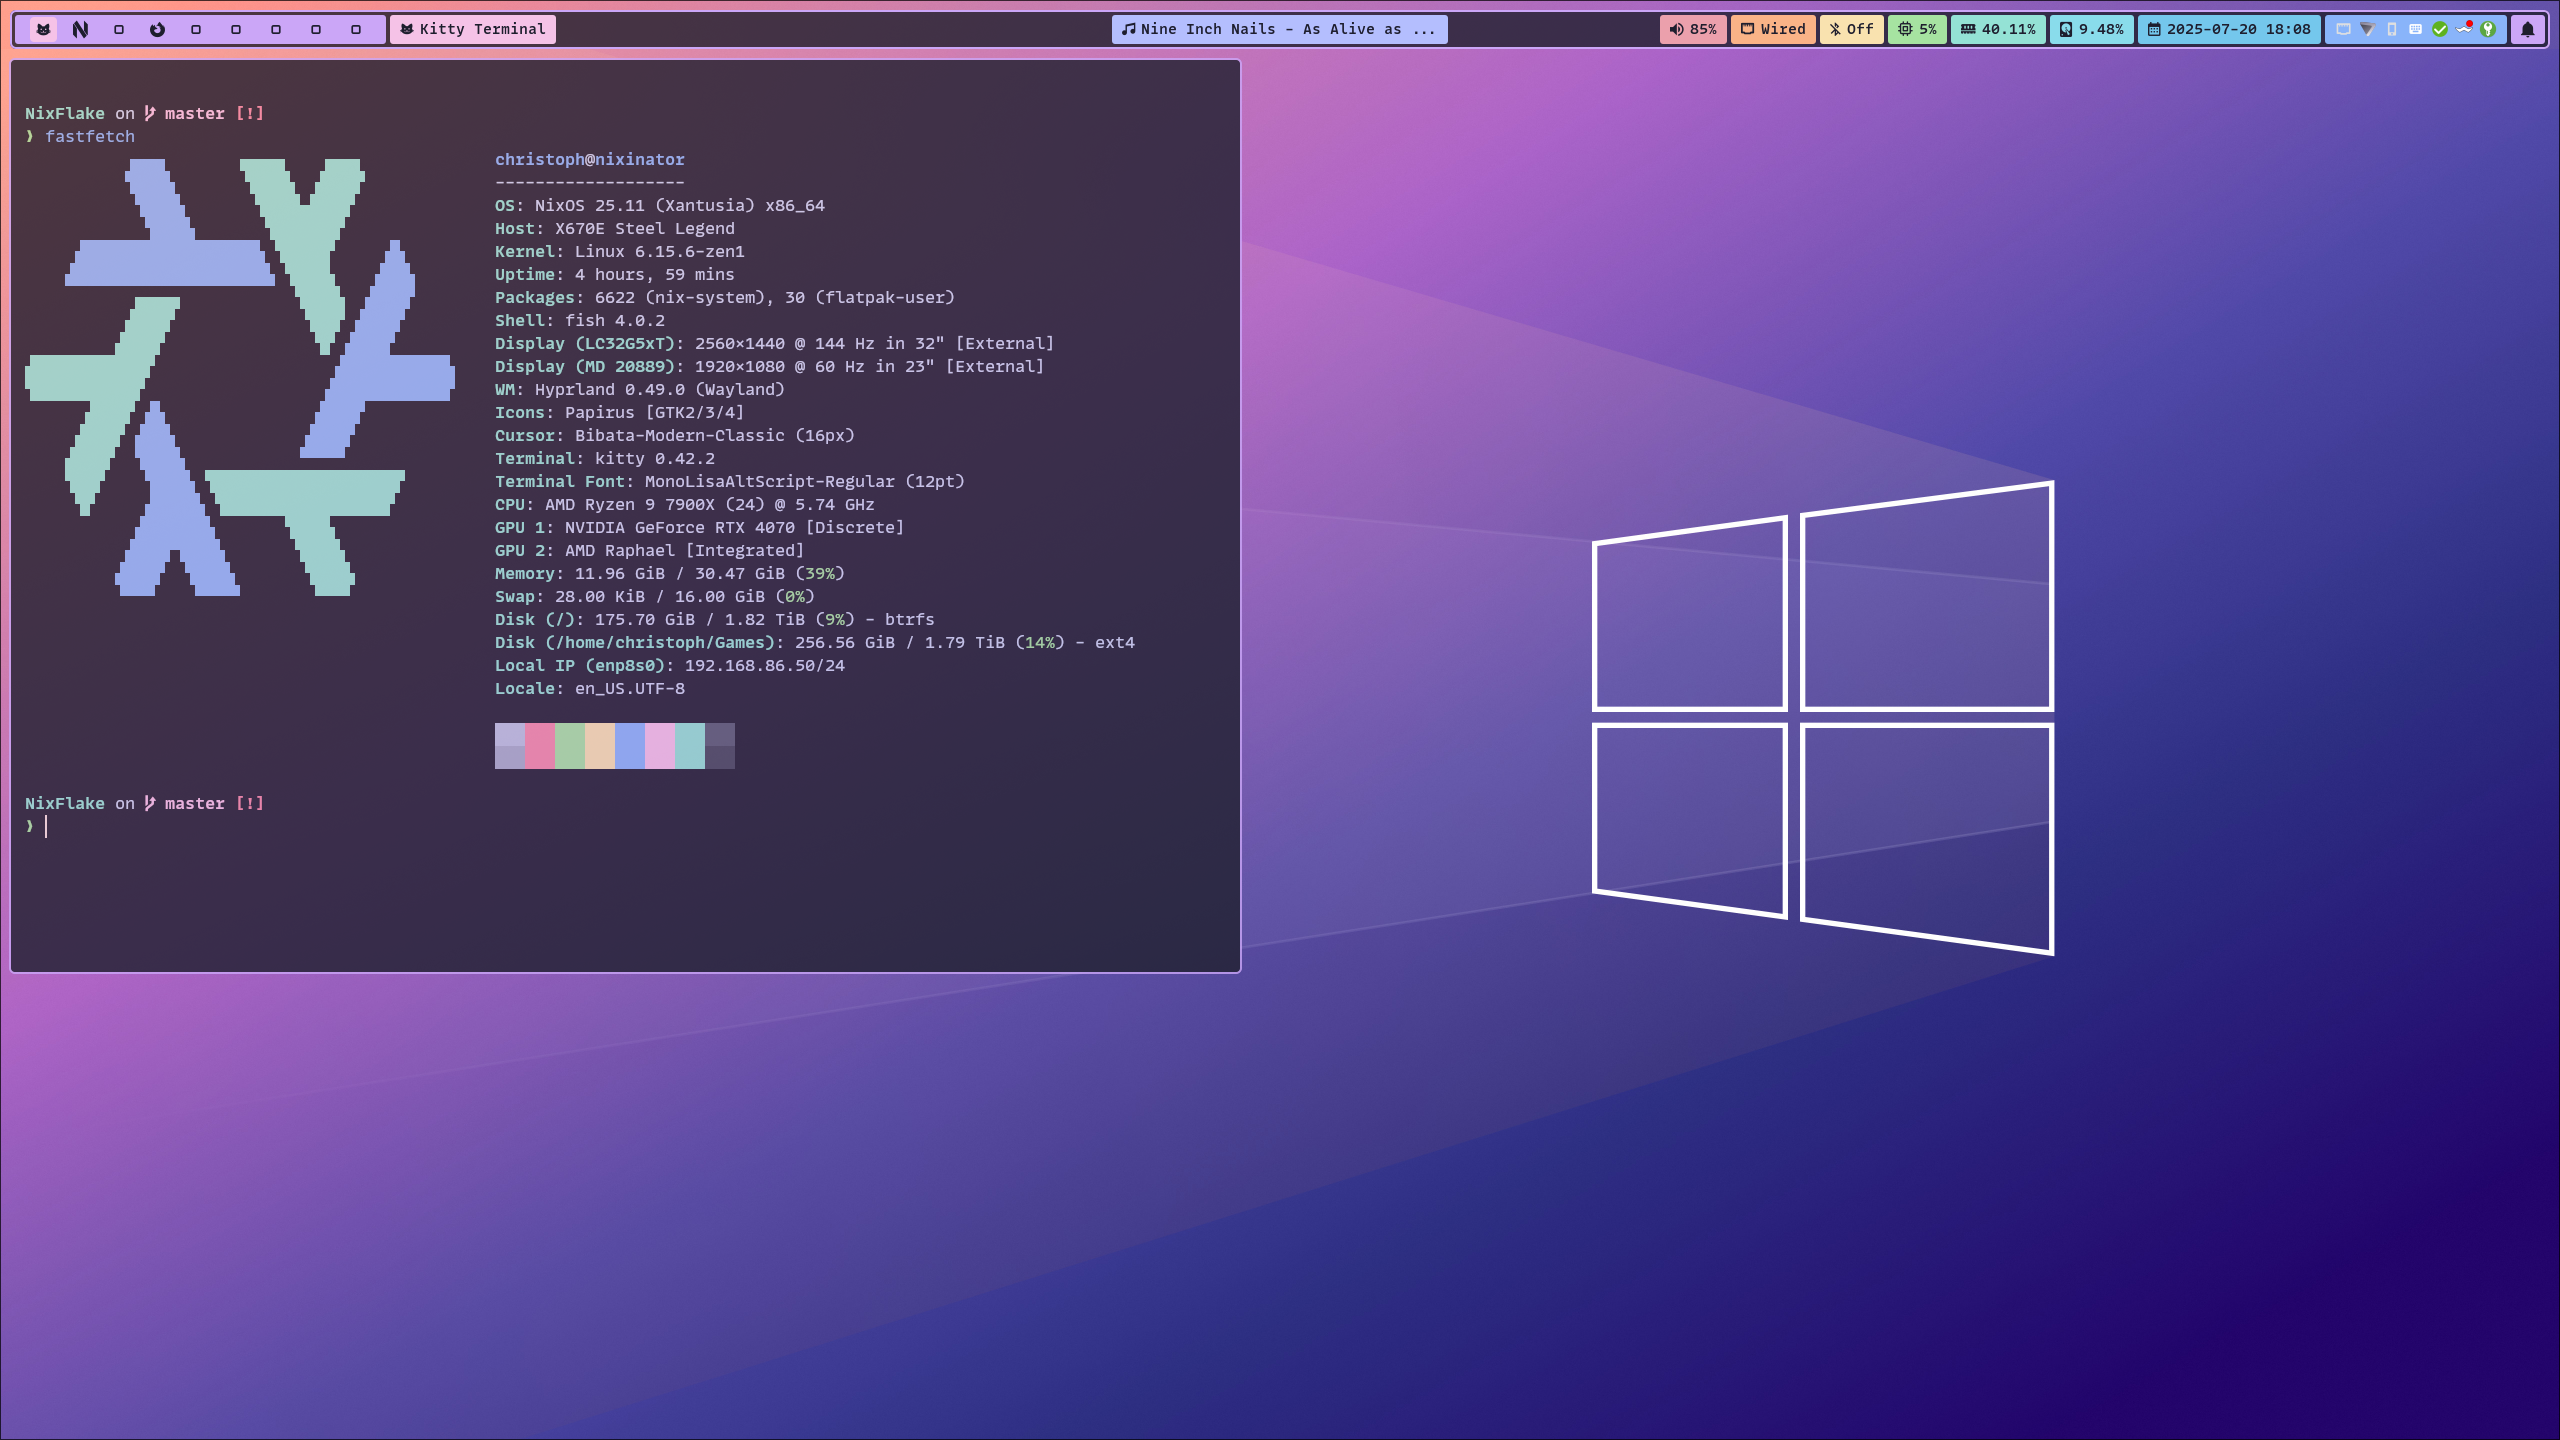 Kitty Terminal
Nine Inch Nails – As Alive as ...
85%
Wired
Off
5%
40.11%
9.48%
2025-07-20 18:08
NixFlake on master [!]
❯ fastfetch
christoph@nixinator
-------------------
OS: NixOS 25.11 (Xantusia) x86_64
Host: X670E Steel Legend
Kernel: Linux 6.15.6-zen1
Uptime: 4 hours, 59 mins
Packages: 6622 (nix-system), 30 (flatpak-user)
Shell: fish 4.0.2
Display (LC32G5xT): 2560×1440 @ 144 Hz in 32" [External]
Display (MD 20889): 1920×1080 @ 60 Hz in 23" [External]
WM: Hyprland 0.49.0 (Wayland)
Icons: Papirus [GTK2/3/4]
Cursor: Bibata-Modern-Classic (16px)
Terminal: kitty 0.42.2
Terminal Font: MonoLisaAltScript-Regular (12pt)
CPU: AMD Ryzen 9 7900X (24) @ 5.74 GHz
GPU 1: NVIDIA GeForce RTX 4070 [Discrete]
GPU 2: AMD Raphael [Integrated]
Memory: 11.96 GiB / 30.47 GiB (39%)
Swap: 28.00 KiB / 16.00 GiB (0%)
Disk (/): 175.70 GiB / 1.82 TiB (9%) - btrfs
Disk (/home/christoph/Games): 256.56 GiB / 1.79 TiB (14%) - ext4
Local IP (enp8s0): 192.168.86.50/24
Locale: en_US.UTF-8
NixFlake on master [!]
❯